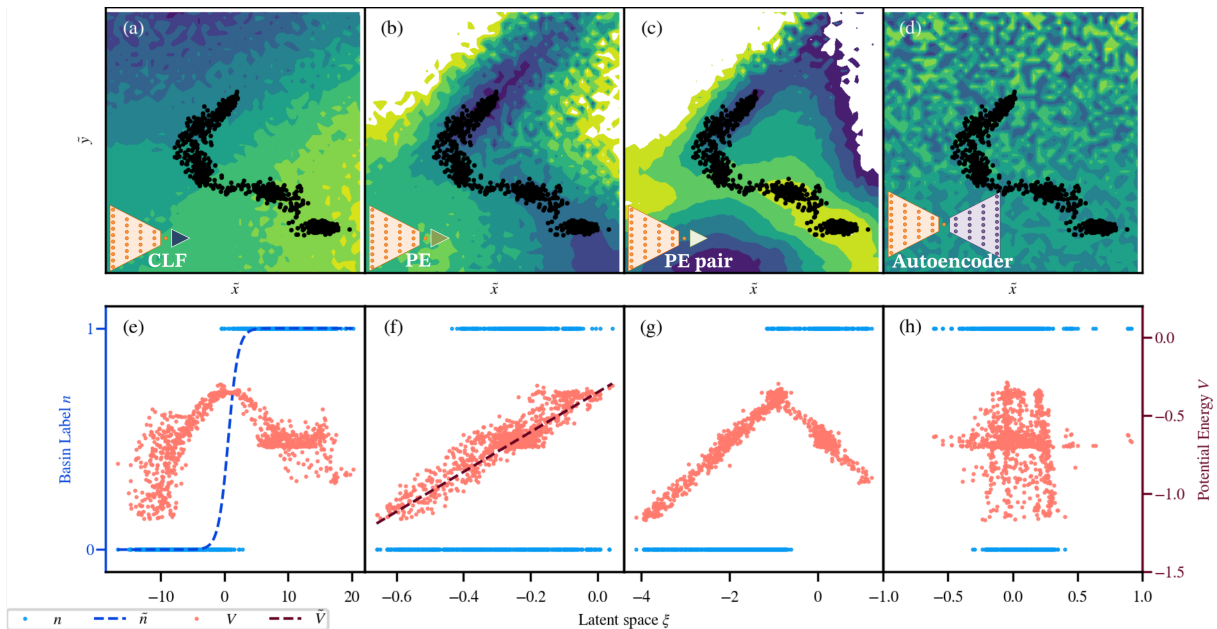 (a)
(b)
(c)
(d)
ỹ
CLF
PE
PE pair
Autoencoder
x̃
x̃
x̃
x̃
(e)
(f)
(g)
(h)
1
0
Basin Label n
0.0
−0.5
−1.0
−1.5
Potential Energy V
−10 0 10 20
−0.6 −0.4 −0.2 0.0
−4 −2 0
−1.0 −0.5 0.0 0.5 1.0
n ñ V Ṽ
Latent space ξ